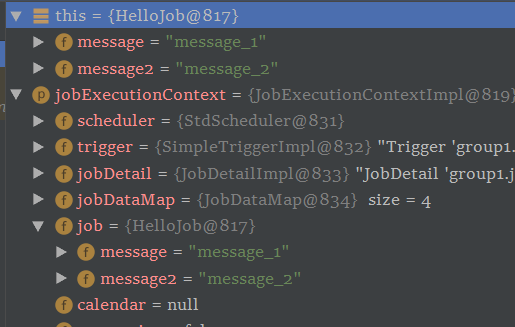 this = {HelloJob@817}
message = "message_1"
message2 = "message_2"
jobExecutionContext = {JobExecutionContextImpl@819}
scheduler = {StdScheduler@831}
trigger = {SimpleTriggerImpl@832} "Trigger 'group1.
jobDetail = {JobDetailImpl@833} "JobDetail 'group1.j
jobDataMap = {JobDataMap@834} size = 4
job = {HelloJob@817}
message = "message_1"
message2 = "message_2"
calendar = null